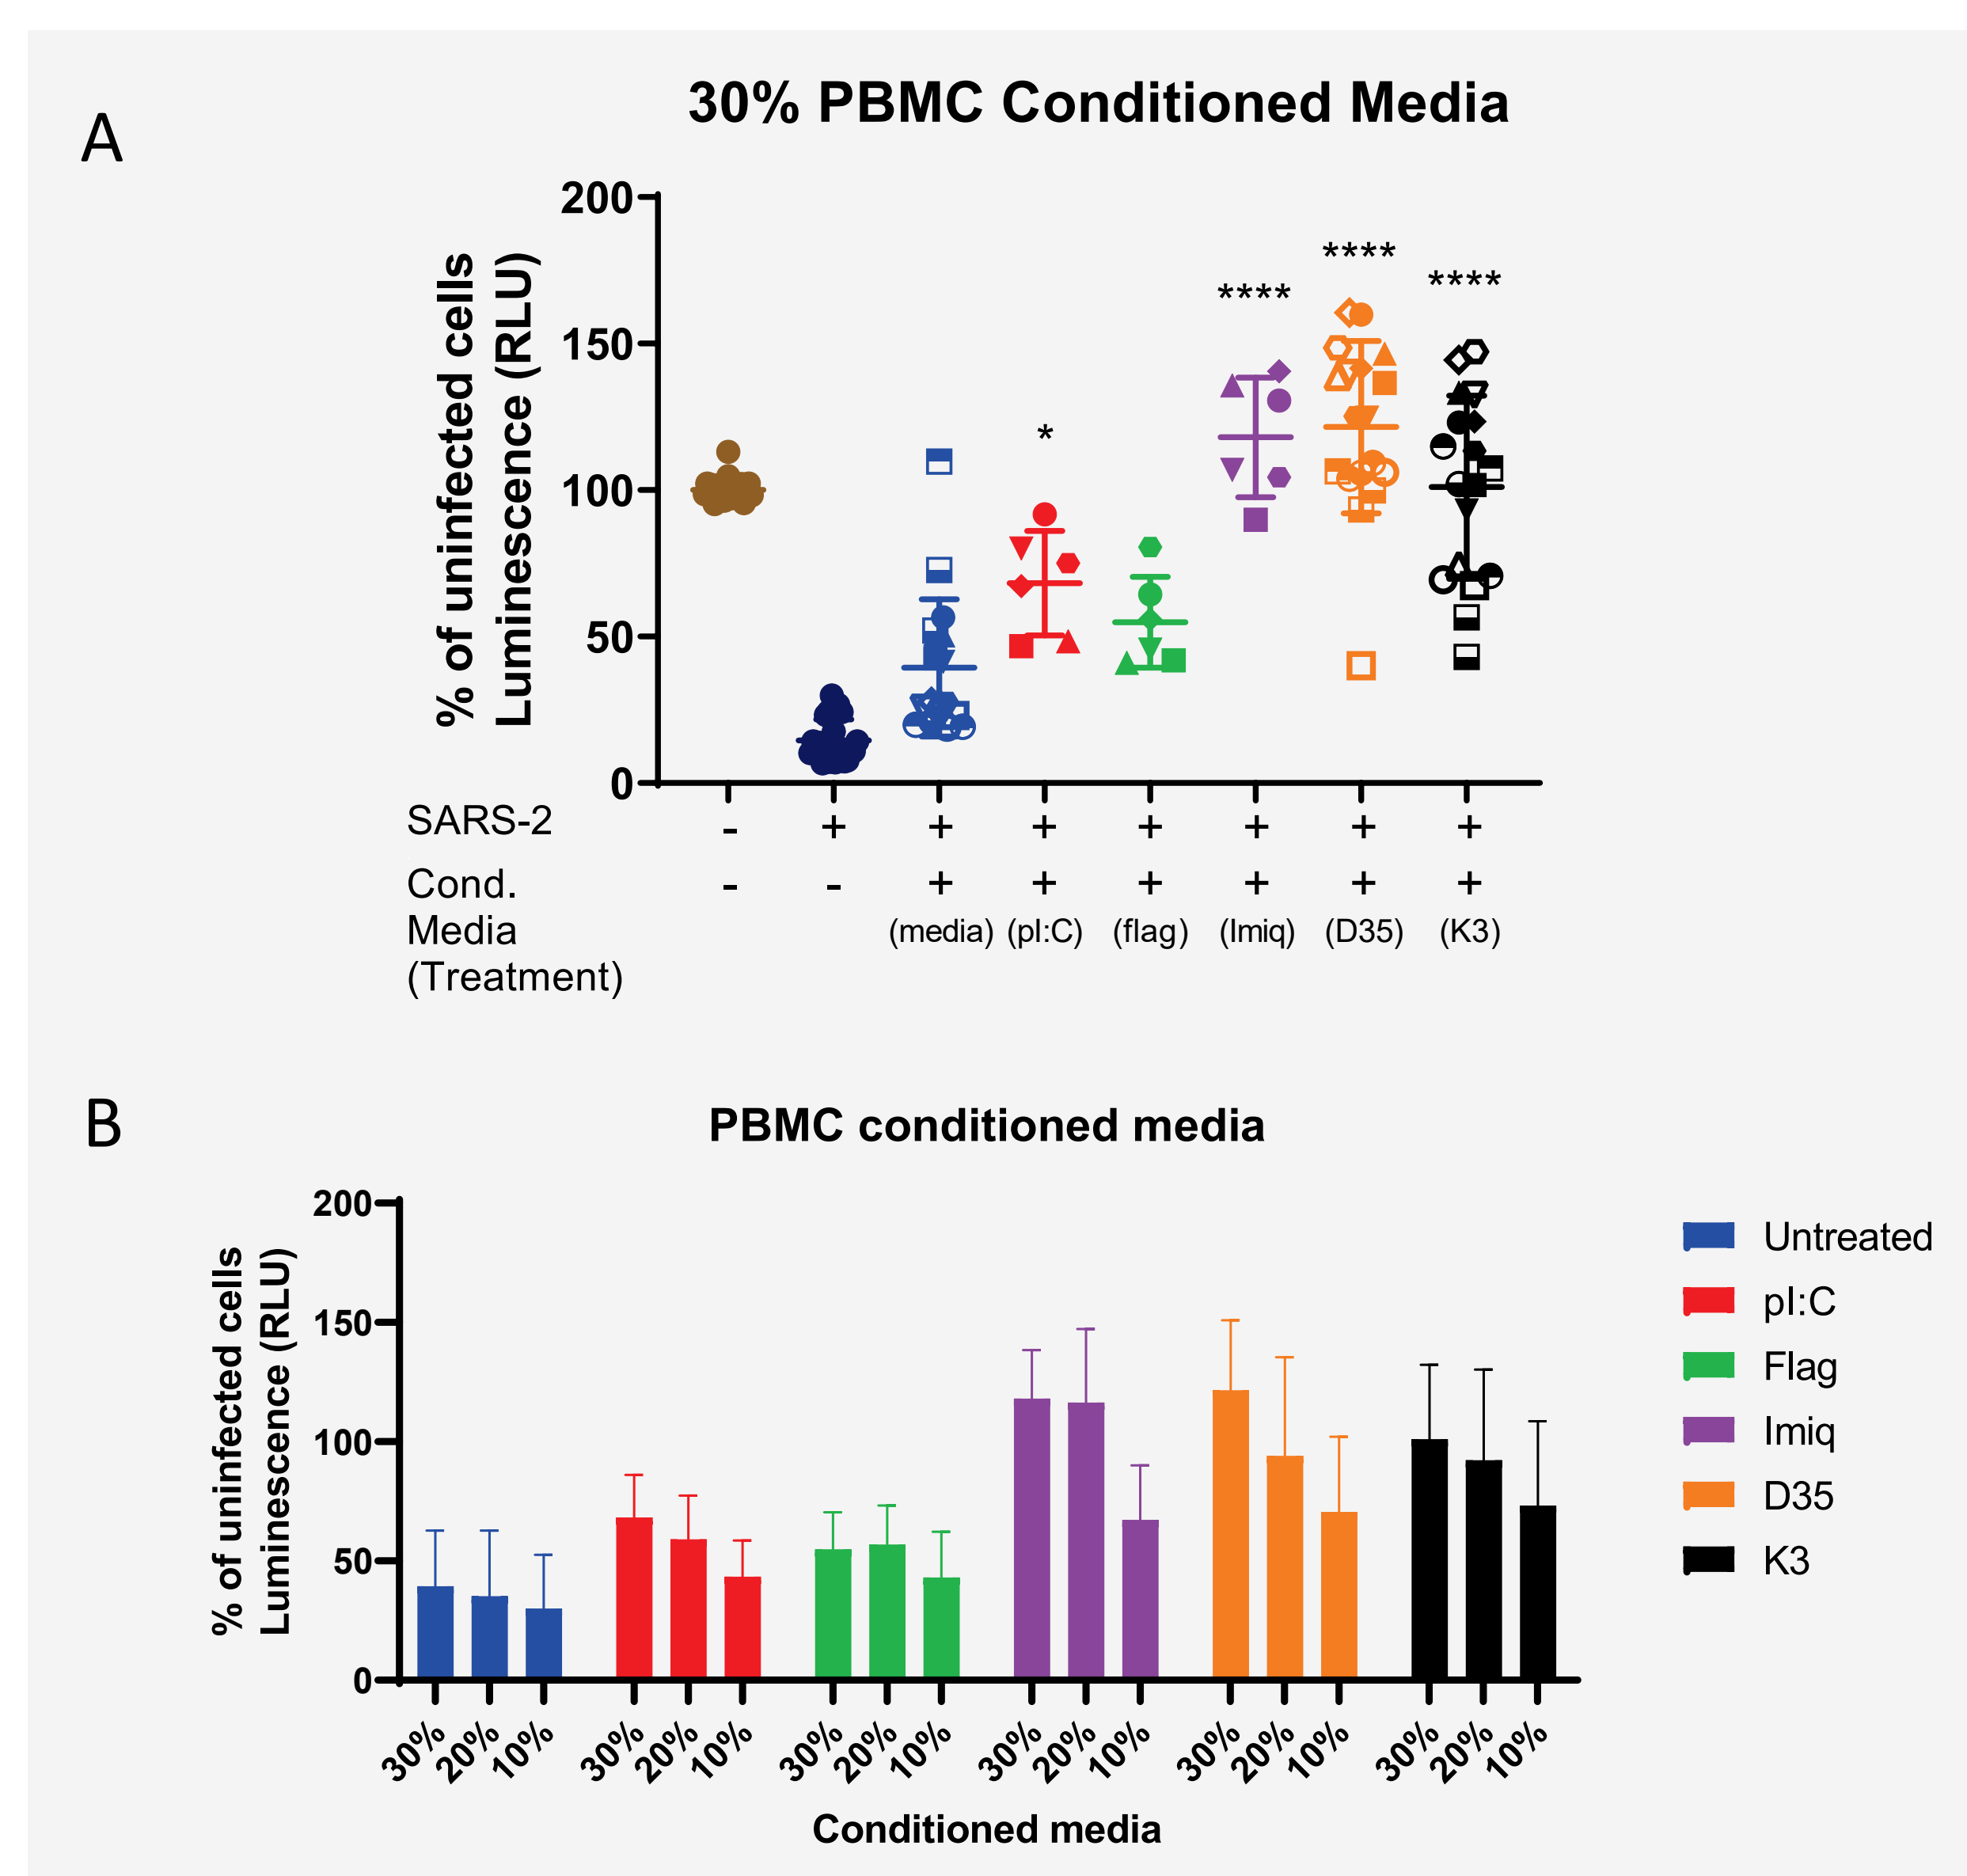 A
30% PBMC Conditioned Media
% of uninfected cells
Luminescence (RLU)
200
150
100
50
0
*
****
****
****
SARS-2 - + + + + + + +
Cond. - - + + + + + +
Media (media) (pI:C) (flag) (Imiq) (D35) (K3)
(Treatment)
B
PBMC conditioned media
% of uninfected cells
Luminescence (RLU)
200
150
100
50
0
30% 20% 10% 30% 20% 10% 30% 20% 10% 30% 20% 10% 30% 20% 10% 30% 20% 10%
Conditioned media
Untreated
pI:C
Flag
Imiq
D35
K3